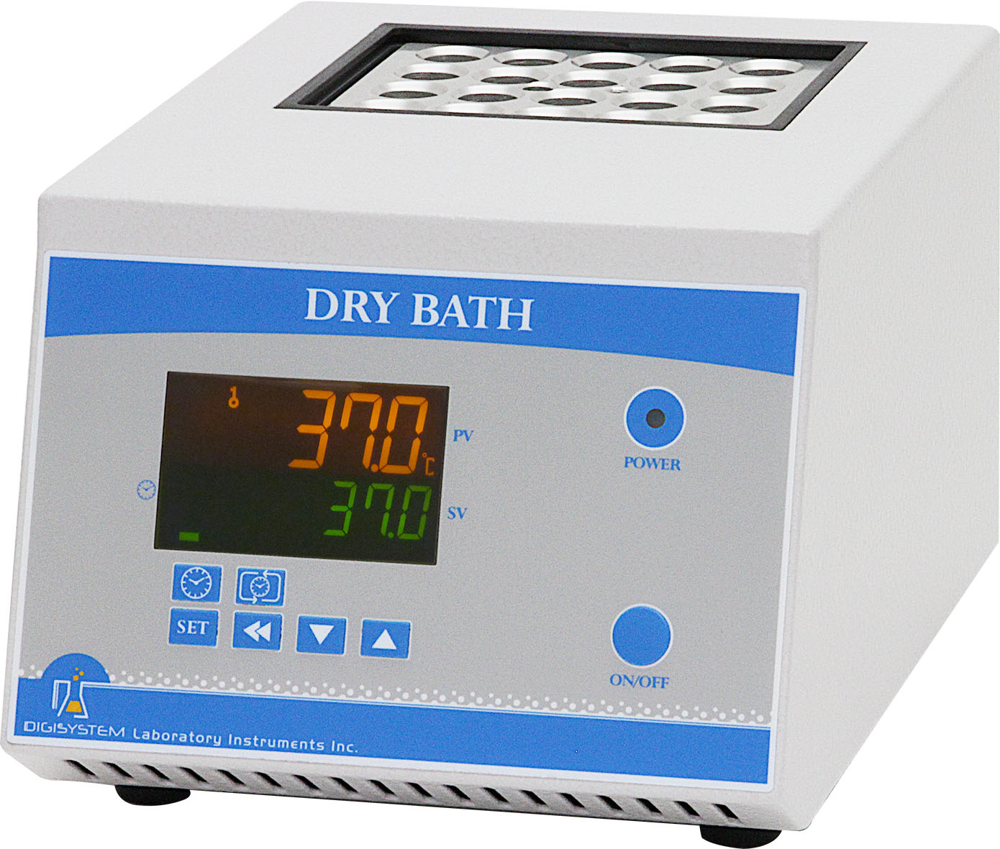 DRY BATH
37.0 °C PV
37.0 SV
POWER
SET
ON/OFF
DIGISYSTEM Laboratory Instruments Inc.